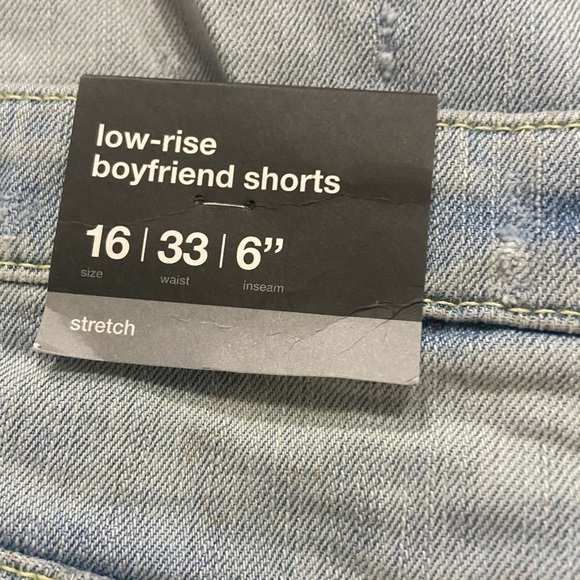 low-rise
boyfriend shorts
16 | 33 | 6”
size waist inseam
stretch